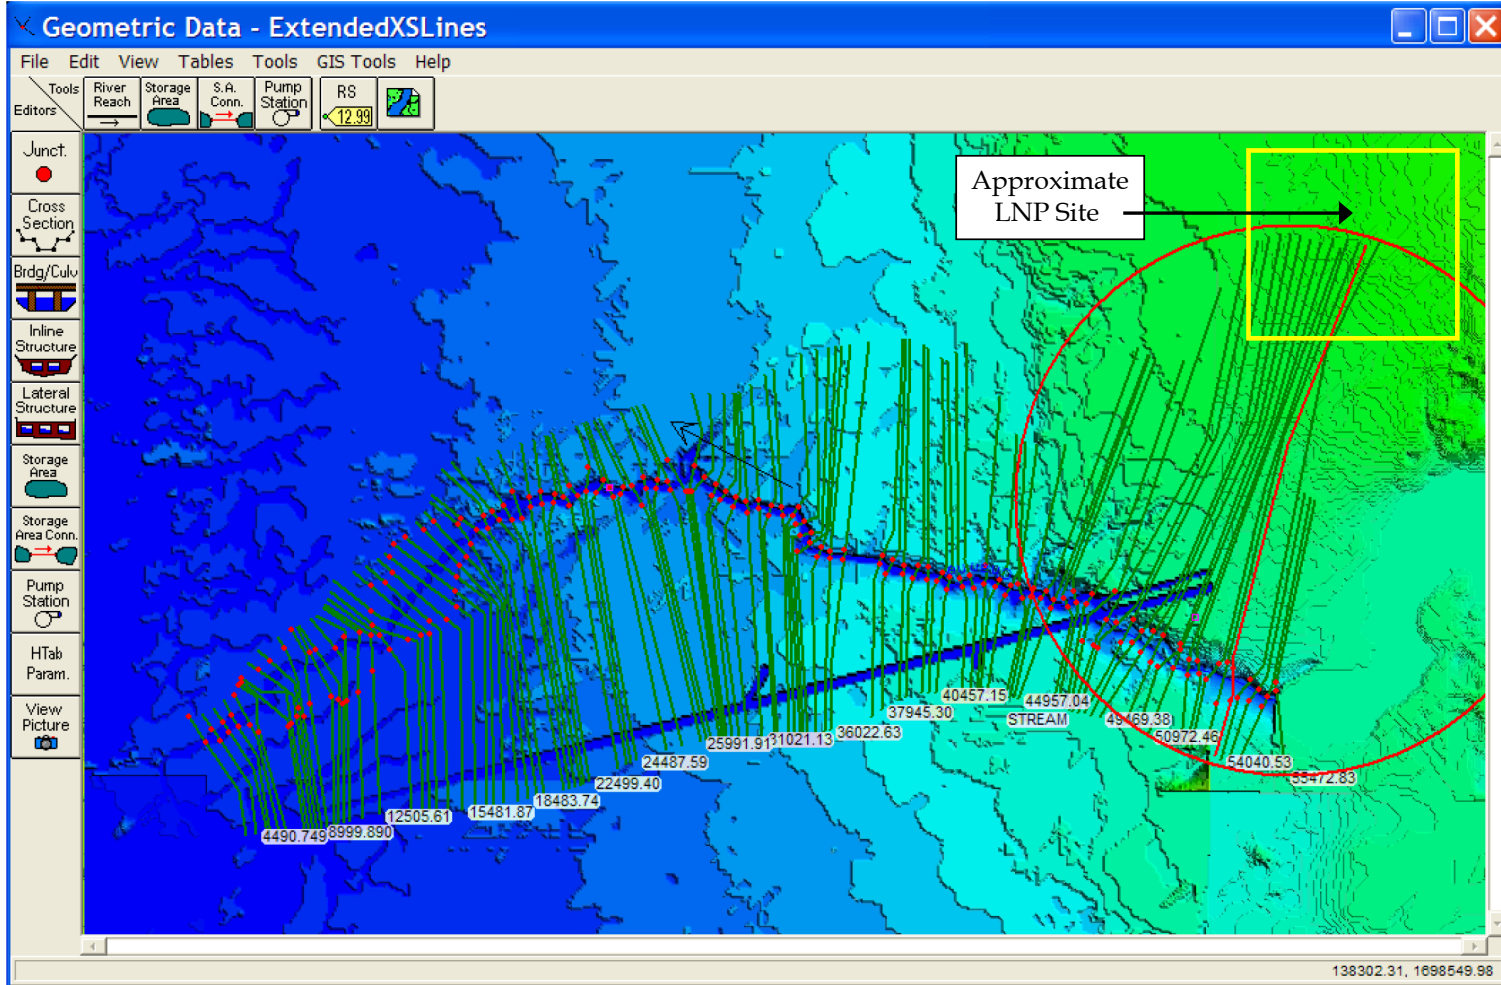 Geometric Data - ExtendedXSLines
File Edit View Tables Tools GIS Tools Help
Tools
Editors
River
Reach
Storage
Area
S.A.
Conn.
Pump
Station
RS
12.99
Junct.
Cross
Section
Brdg/Culv
Inline
Structure
Lateral
Structure
Storage
Area
Storage
Area Conn.
Pump
Station
HTab
Param.
View
Picture
Approximate
LNP Site
40457.15
44957.04
37945.30
STREAM
49469.38
36022.63
50972.46
31021.13
25991.91
54040.53
24487.59
55472.83
22499.40
18483.74
15481.87
12505.61
8999.890
4490.749
138302.31, 1698549.98